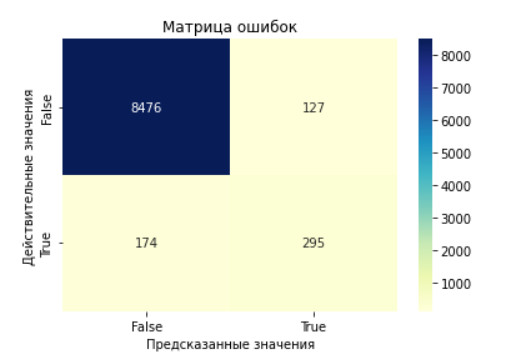 Матрица ошибок
Действительные значения
False
True
8476
127
174
295
False
True
Предсказанные значения
8000
7000
6000
5000
4000
3000
2000
1000